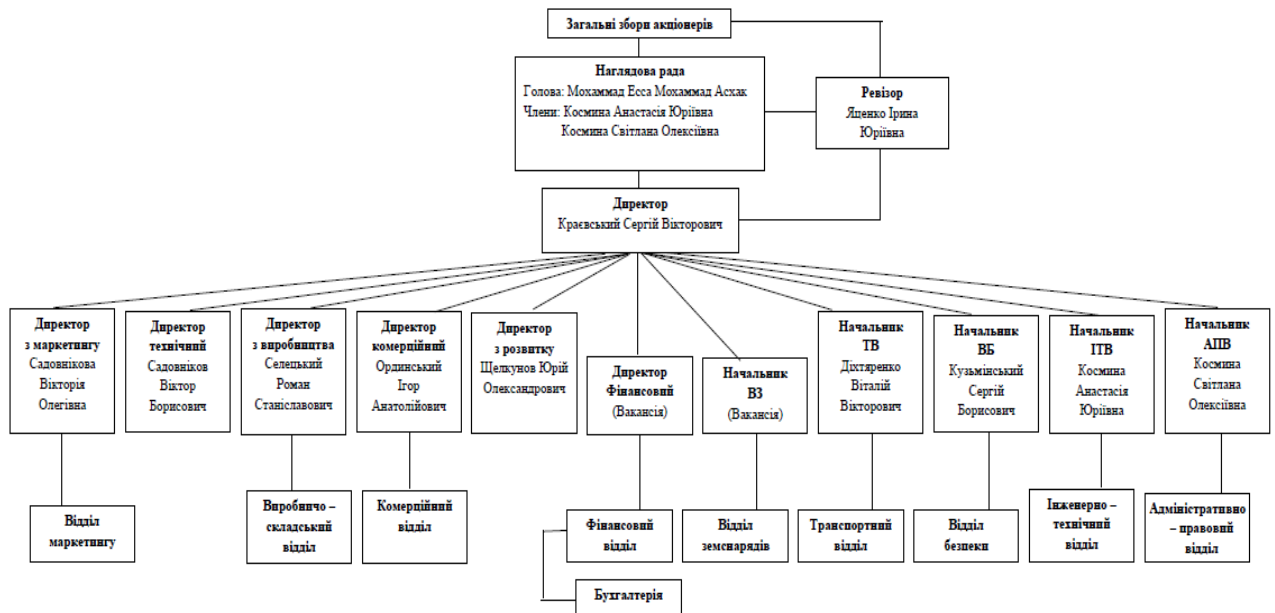 Загальні збори акціонерів
Наглядова рада
Голова: Мохаммад Есса Мохаммад Асхак
Члени: Космина Анастасія Юріївна
Космина Світлана Олексіївна
Ревізор
Яценко Ірина
Юріївна
Директор
Краєвський Сергій Вікторович
Директор
з маркетингу
Садовнікова
Вікторія
Олегівна
Директор
технічний
Садовніков
Віктор
Борисович
Директор
з виробництва
Селецький
Роман
Станіславович
Директор
комерційний
Ординський
Ігор
Анатолійович
Директор
з розвитку
Щелкунов Юрій
Олександрович
Директор
Фінансовий
(Вакансія)
Начальник
ВЗ
(Вакансія)
Начальник
ТВ
Діхтяренко
Віталій
Вікторович
Начальник
ВБ
Кузьмінський
Сергій
Борисович
Начальник
ІТВ
Космина
Анастасія
Юріївна
Начальник
АПВ
Космина
Світлана
Олексіївна
Відділ
маркетингу
Виробничо –
складський
відділ
Комерційний
відділ
Фінансовий
відділ
Відділ
земснарядів
Транспортний
відділ
Відділ
безпеки
Інженерно –
технічний
відділ
Адміністративно
– правовий
відділ
Бухгалтерія